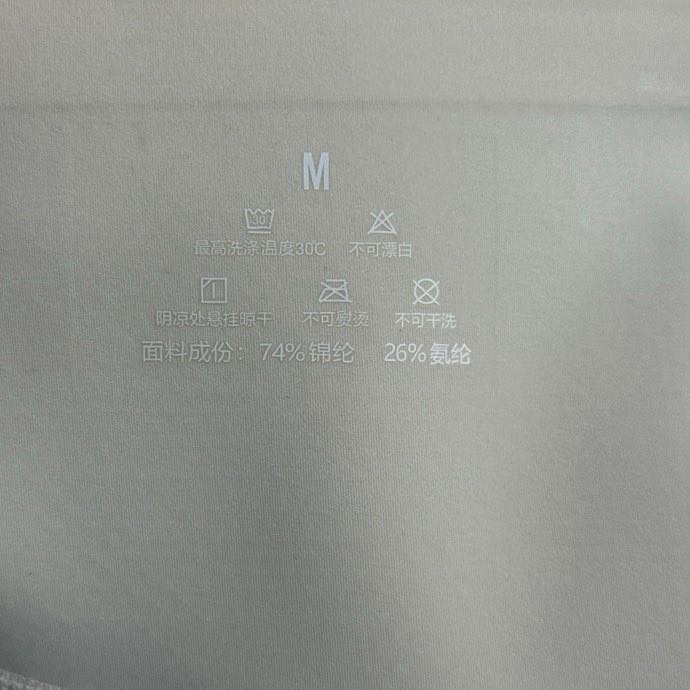 M
30
最高洗涤温度30C 不可漂白
阴凉处悬挂晾干 不可熨烫 不可干洗
面料成份：74%锦纶 26%氨纶